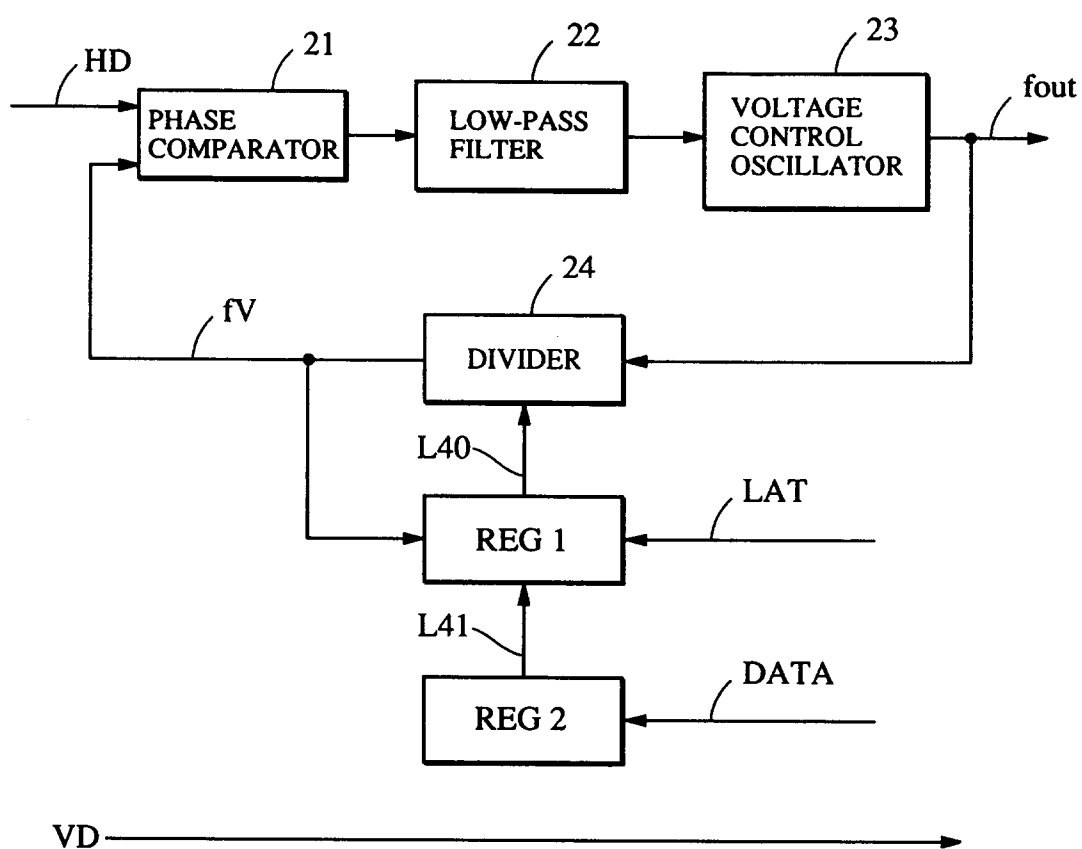 HD
21
22
23
fout
PHASE
COMPARATOR
LOW-PASS
FILTER
VOLTAGE
CONTROL
OSCILLATOR
fV
24
DIVIDER
L40
LAT
REG 1
L41
DATA
REG 2
VD